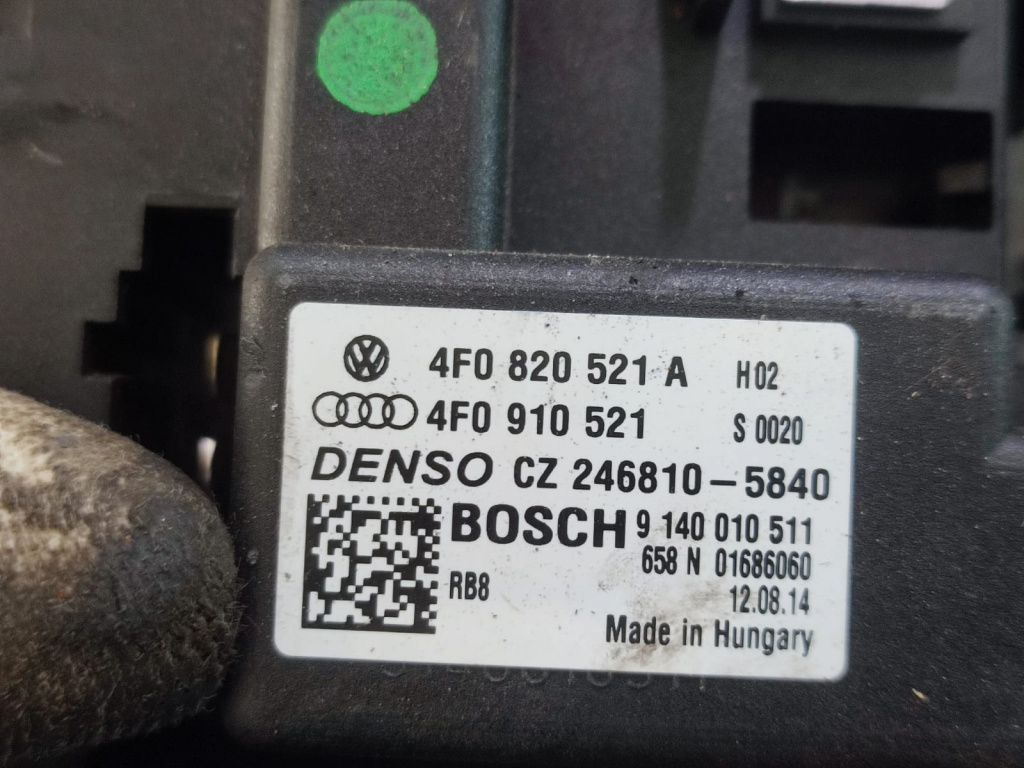 4F0 820 521 A H02
4F0 910 521 S 0020
DENSO CZ 246810-5840
BOSCH 9 140 010 511
658 N 01686060
RB8 12.08.14
Made in Hungary